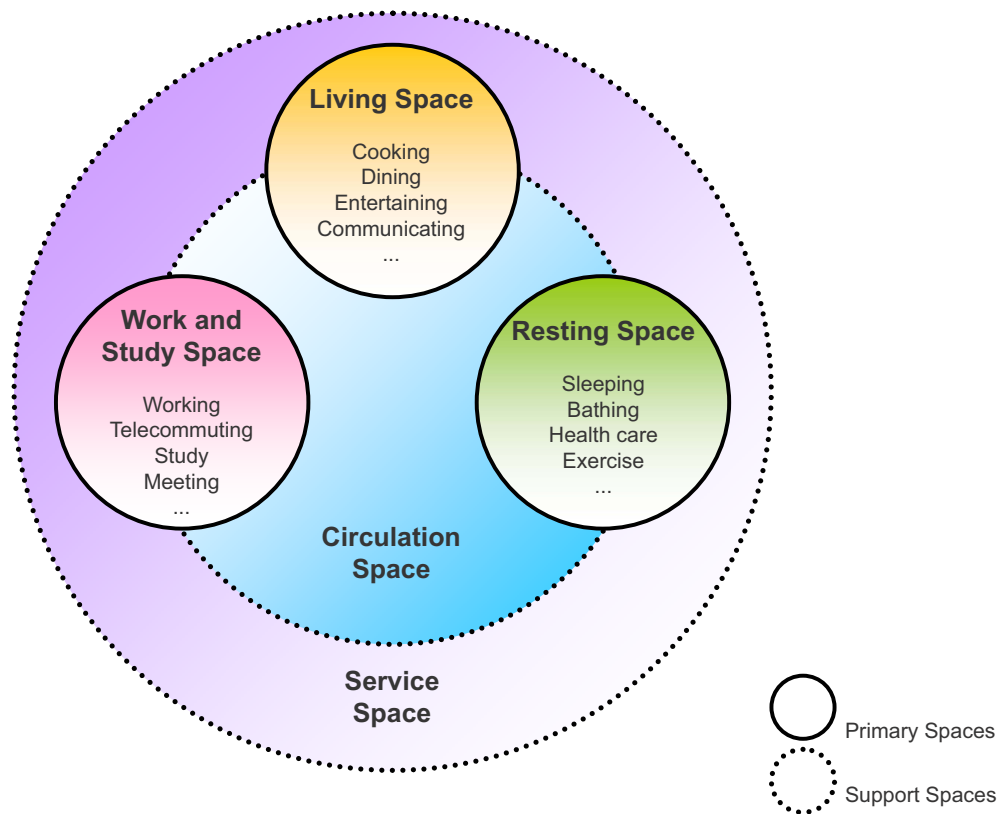 Living Space
Cooking
Dining
Entertaining
Communicating
...
Work and
Study Space
Working
Telecommuting
Study
Meeting
...
Resting Space
Sleeping
Bathing
Health care
Exercise
...
Circulation
Space
Service
Space
Primary Spaces
Support Spaces